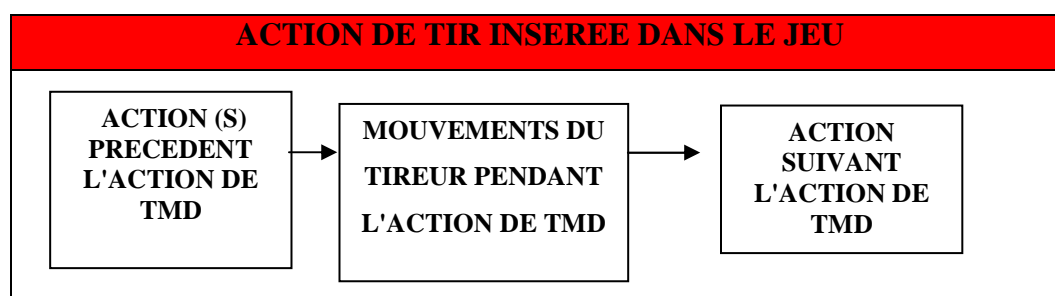 ACTION DE TIR INSEREE DANS LE JEU
ACTION (S)
PRECEDENT
L'ACTION DE
TMD
MOUVEMENTS DU
TIREUR PENDANT
L'ACTION DE TMD
ACTION
SUIVANT
L'ACTION DE
TMD